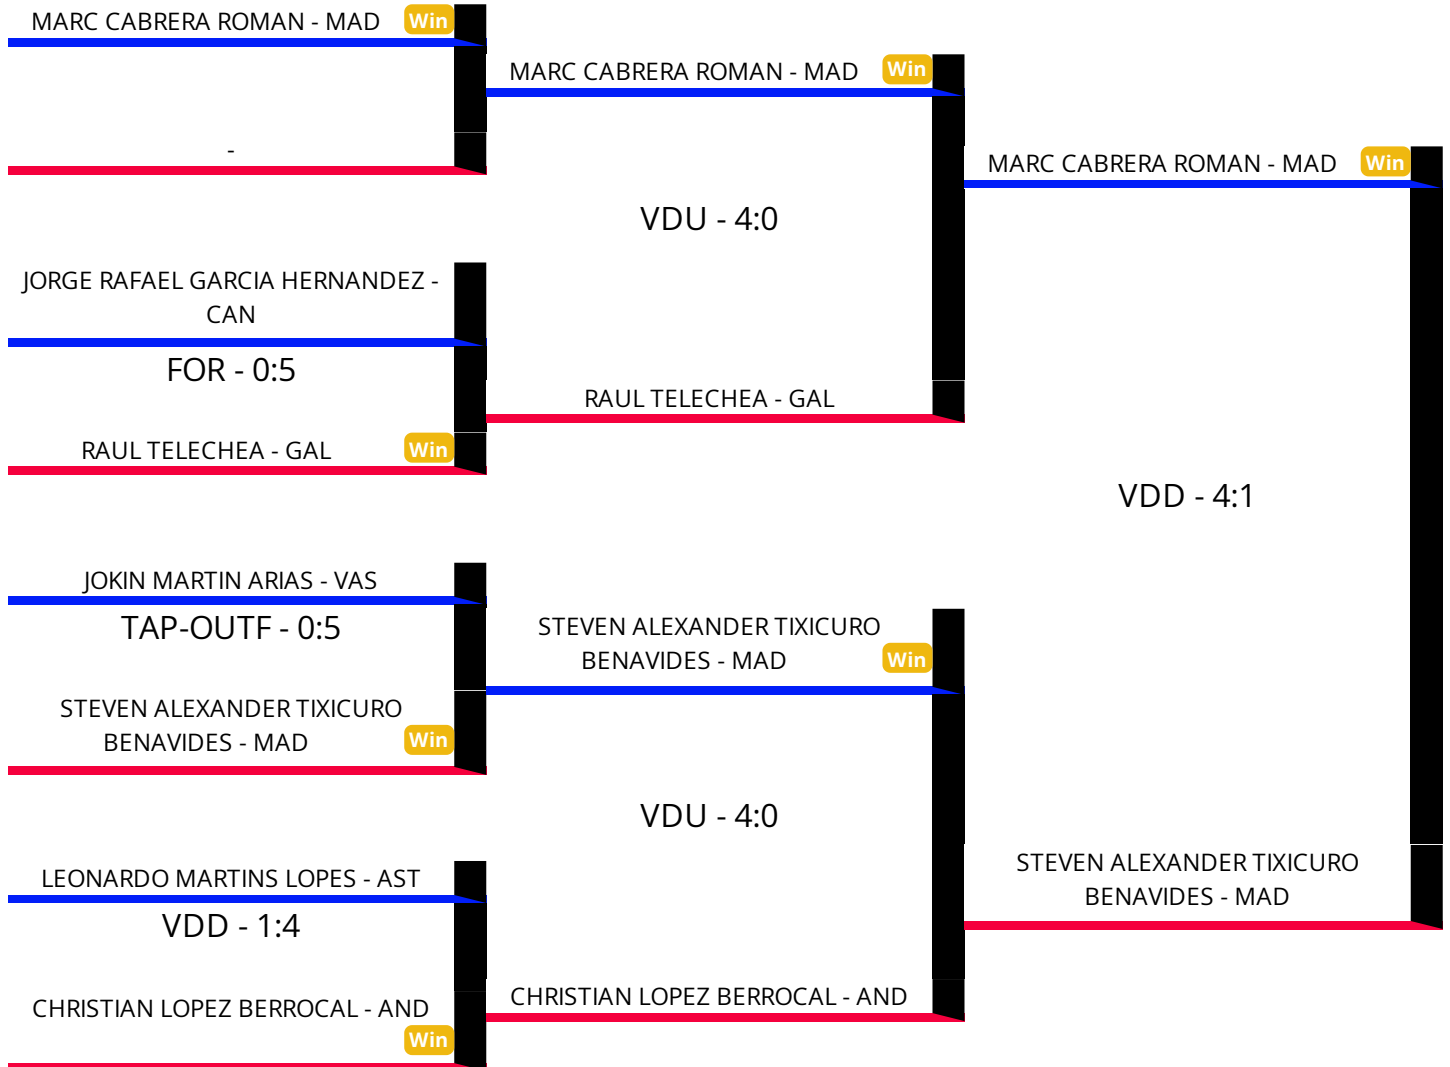 MARC CABRERA ROMAN - MAD Win
-
JORGE RAFAEL GARCIA HERNANDEZ -
CAN
FOR - 0:5
RAUL TELECHEA - GAL Win
JOKIN MARTIN ARIAS - VAS
TAP-OUTF - 0:5
STEVEN ALEXANDER TIXICURO
BENAVIDES - MAD Win
LEONARDO MARTINS LOPES - AST
VDD - 1:4
CHRISTIAN LOPEZ BERROCAL - AND
Win
MARC CABRERA ROMAN - MAD Win
VDU - 4:0
RAUL TELECHEA - GAL
STEVEN ALEXANDER TIXICURO
BENAVIDES - MAD Win
VDU - 4:0
CHRISTIAN LOPEZ BERROCAL - AND
MARC CABRERA ROMAN - MAD Win
VDD - 4:1
STEVEN ALEXANDER TIXICURO
BENAVIDES - MAD